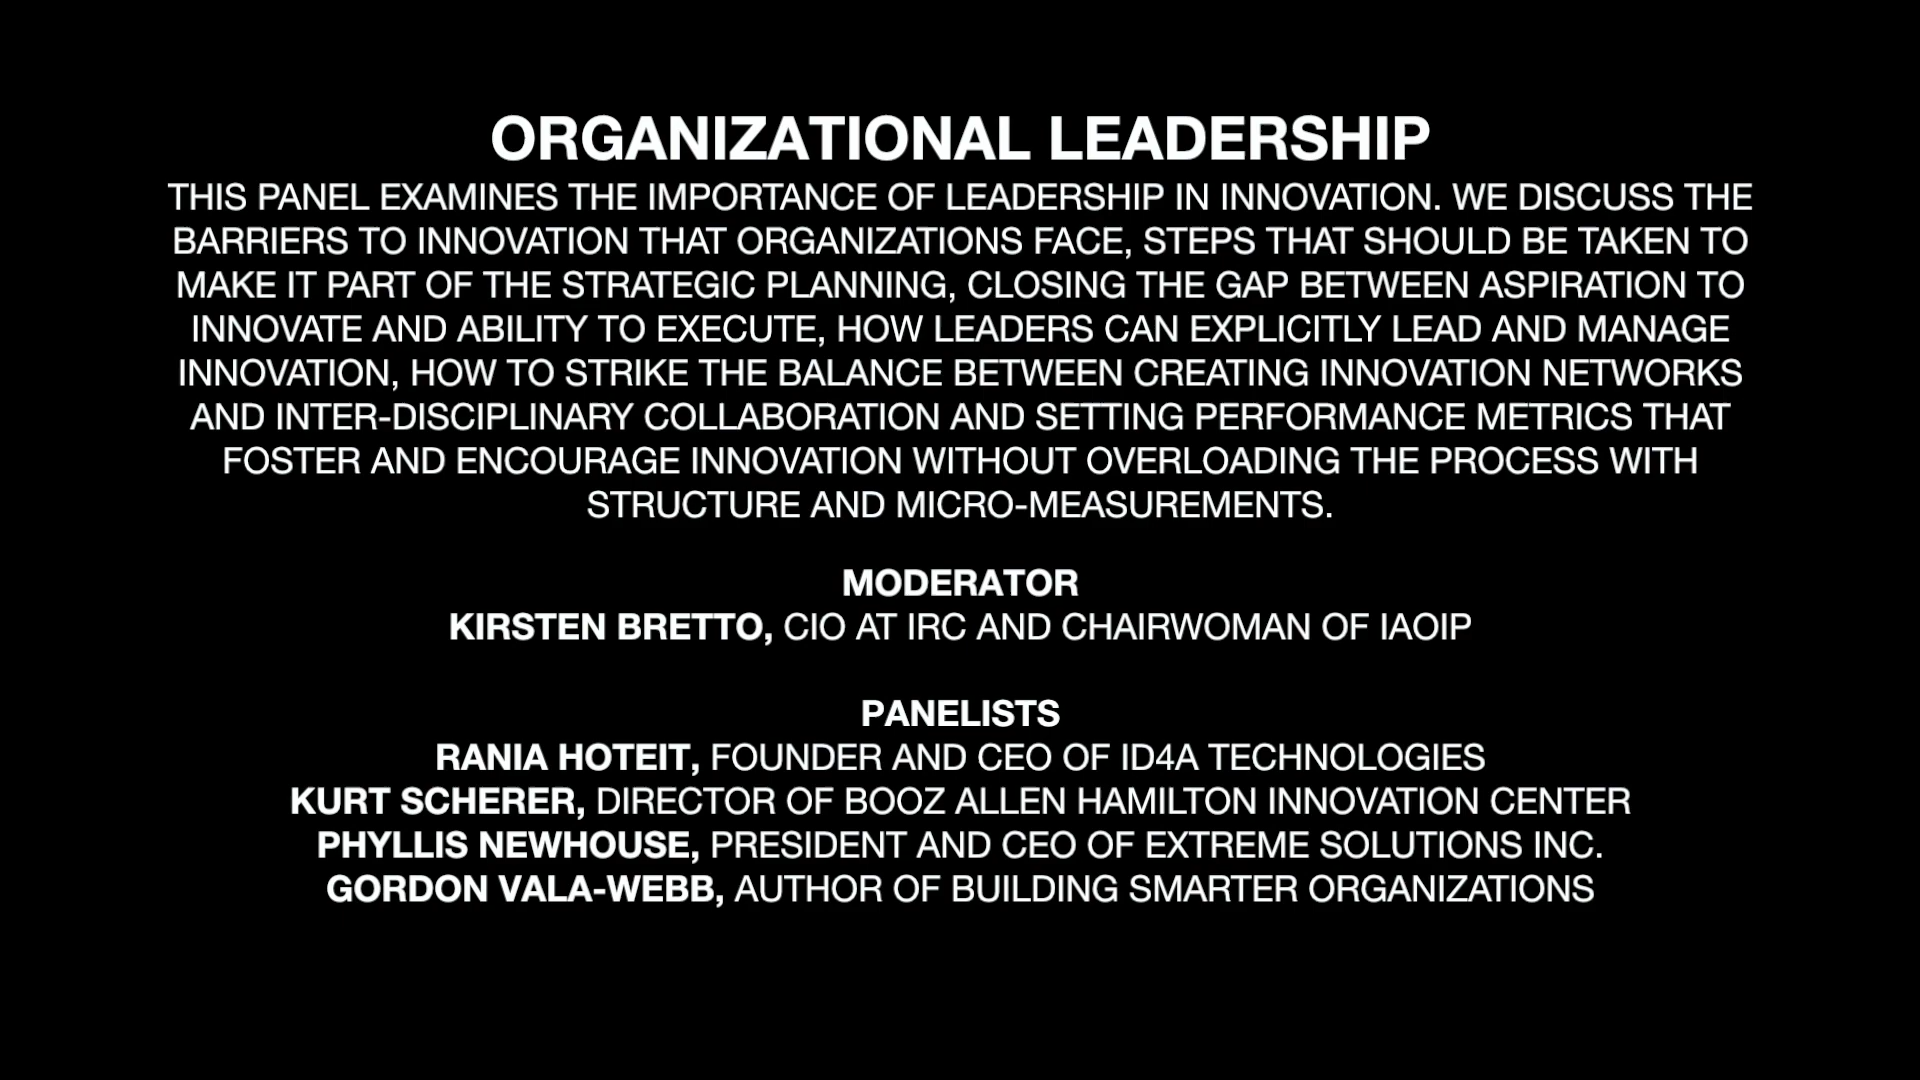 ORGANIZATIONAL LEADERSHIP
THIS PANEL EXAMINES THE IMPORTANCE OF LEADERSHIP IN INNOVATION. WE DISCUSS THE
BARRIERS TO INNOVATION THAT ORGANIZATIONS FACE, STEPS THAT SHOULD BE TAKEN TO
MAKE IT PART OF THE STRATEGIC PLANNING, CLOSING THE GAP BETWEEN ASPIRATION TO
INNOVATE AND ABILITY TO EXECUTE, HOW LEADERS CAN EXPLICITLY LEAD AND MANAGE
INNOVATION, HOW TO STRIKE THE BALANCE BETWEEN CREATING INNOVATION NETWORKS
AND INTER-DISCIPLINARY COLLABORATION AND SETTING PERFORMANCE METRICS THAT
FOSTER AND ENCOURAGE INNOVATION WITHOUT OVERLOADING THE PROCESS WITH
STRUCTURE AND MICRO-MEASUREMENTS.
MODERATOR
KIRSTEN BRETTO, CIO AT IRC AND CHAIRWOMAN OF IAOIP
PANELISTS
RANIA HOTEIT, FOUNDER AND CEO OF ID4A TECHNOLOGIES
KURT SCHERER, DIRECTOR OF BOOZ ALLEN HAMILTON INNOVATION CENTER
PHYLLIS NEWHOUSE, PRESIDENT AND CEO OF EXTREME SOLUTIONS INC.
GORDON VALA-WEBB, AUTHOR OF BUILDING SMARTER ORGANIZATIONS